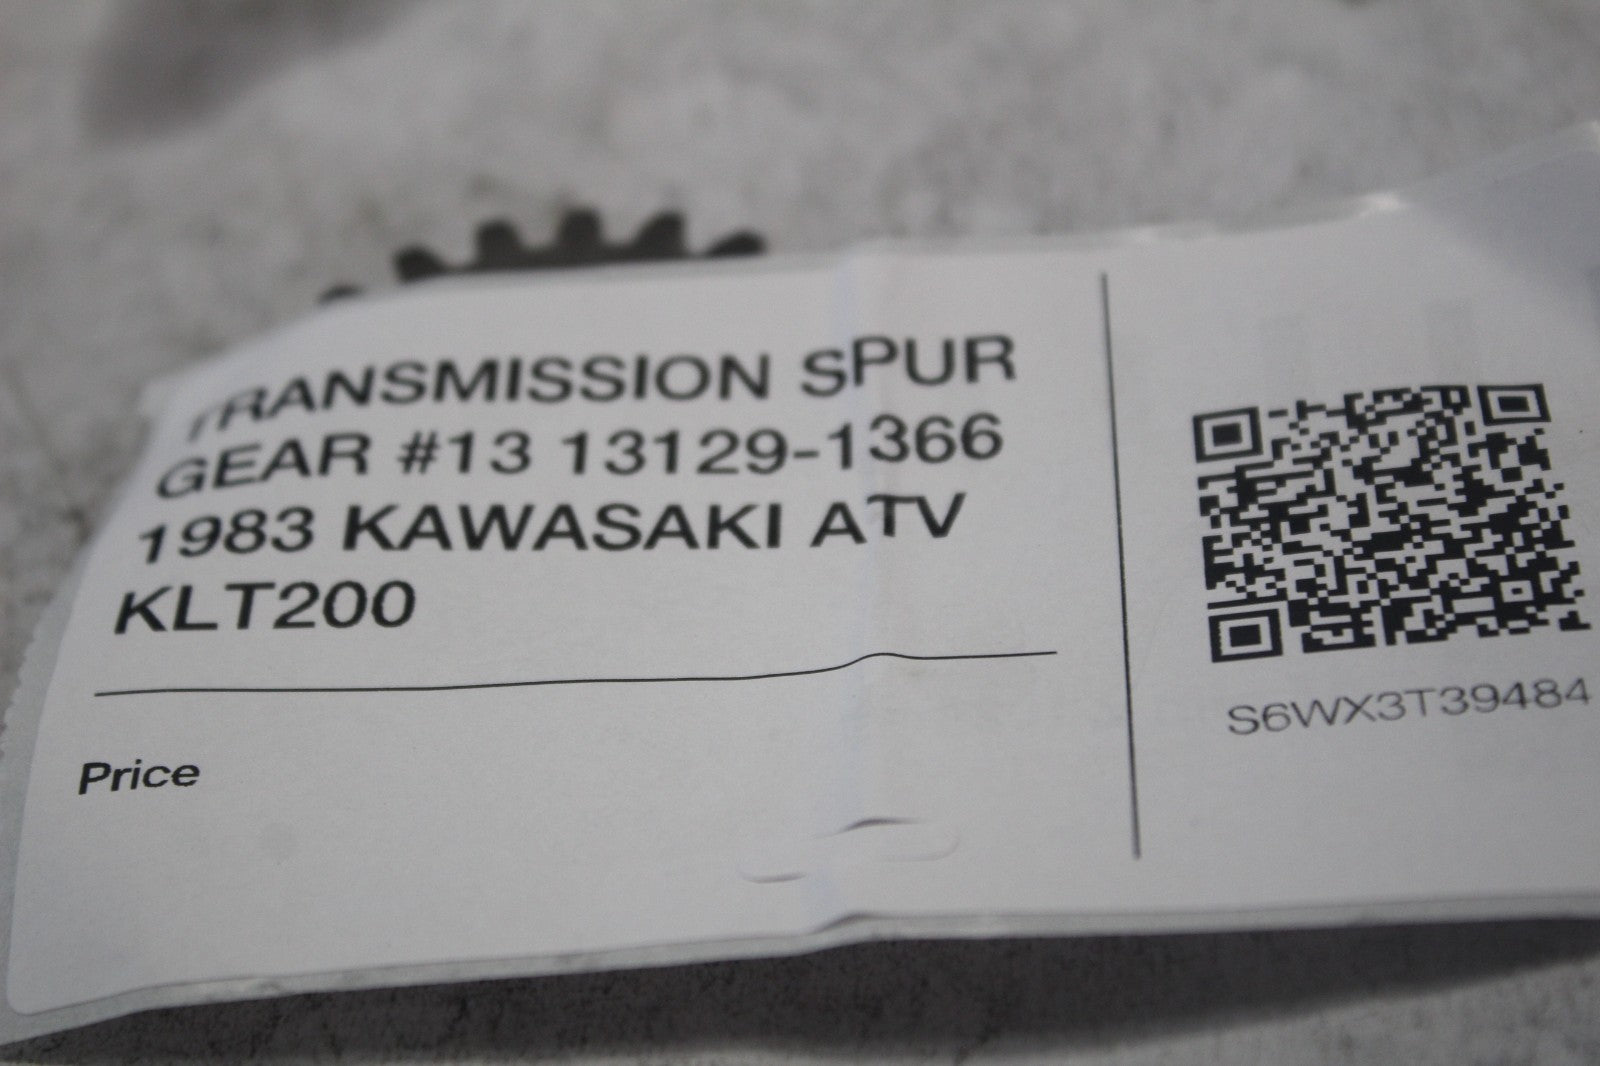 TRANSMISSION SPUR
GEAR #13 13129-1366
1983 KAWASAKI ATV
KLT200
Price
S6WX3T39484